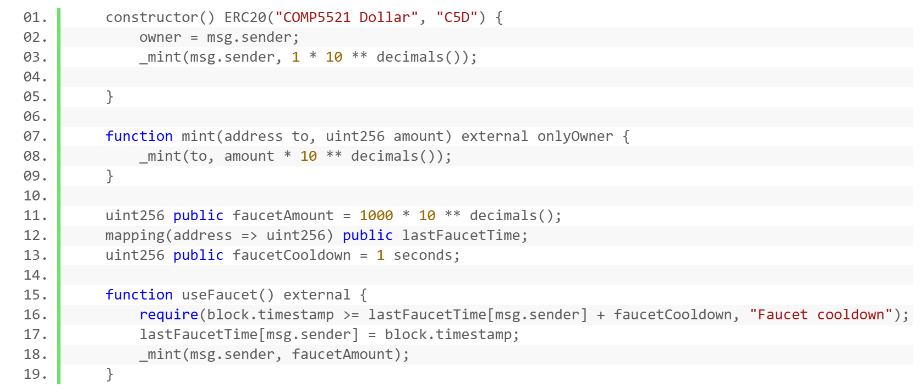 01. constructor() ERC20("COMP5521 Dollar", "C5D") {
02. owner = msg.sender;
03. _mint(msg.sender, 1 * 10 ** decimals());
04.
05. }
06.
07. function mint(address to, uint256 amount) external onlyOwner {
08. _mint(to, amount * 10 ** decimals());
09. }
10.
11. uint256 public faucetAmount = 1000 * 10 ** decimals();
12. mapping(address => uint256) public lastFaucetTime;
13. uint256 public faucetCooldown = 1 seconds;
14.
15. function useFaucet() external {
16. require(block.timestamp >= lastFaucetTime[msg.sender] + faucetCooldown, "Faucet cooldown");
17. lastFaucetTime[msg.sender] = block.timestamp;
18. _mint(msg.sender, faucetAmount);
19. }